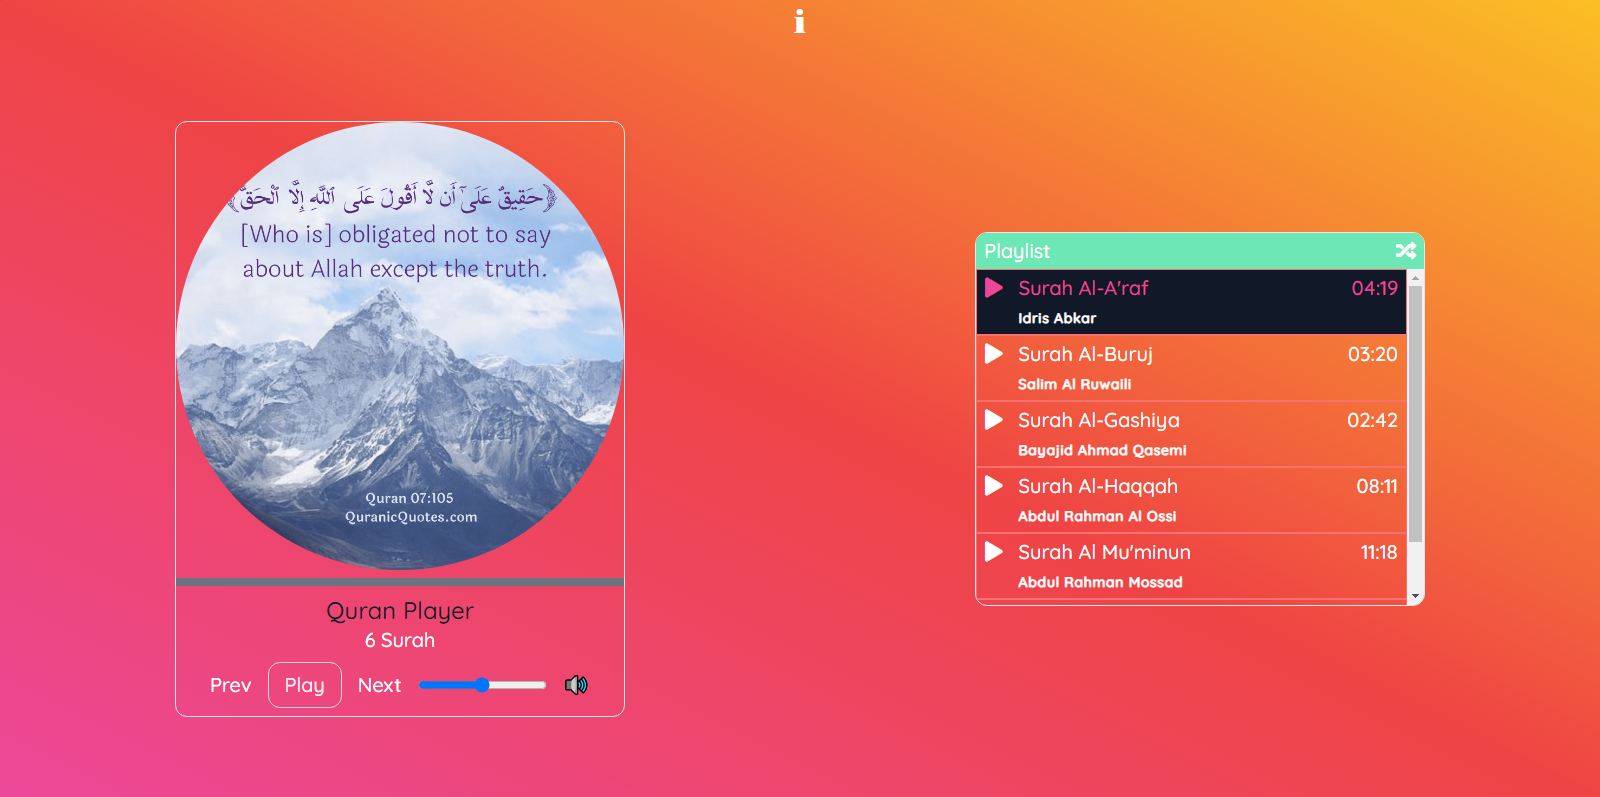 i
﴿حَقِيقٌ عَلَىٰٓ أَن لَّا أَقُولَ عَلَى ٱللَّهِ إِلَّا ٱلْحَقَّ﴾
[Who is] obligated not to say
about Allah except the truth.
Quran 07:105
QuranicQuotes.com
Quran Player
6 Surah
Prev Play Next
Playlist
Surah Al-A'raf 04:19
Idris Abkar
Surah Al-Buruj 03:20
Salim Al Ruwaili
Surah Al-Gashiya 02:42
Bayajid Ahmad Qasemi
Surah Al-Haqqah 08:11
Abdul Rahman Al Ossi
Surah Al Mu'minun 11:18
Abdul Rahman Mossad